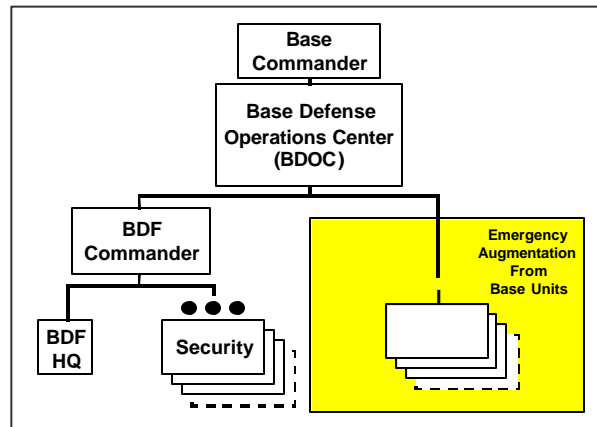 Base
Commander
Base Defense
Operations Center
(BDOC)
BDF
Commander
Emergency
Augmentation
From
Base Units
BDF
HQ
Security